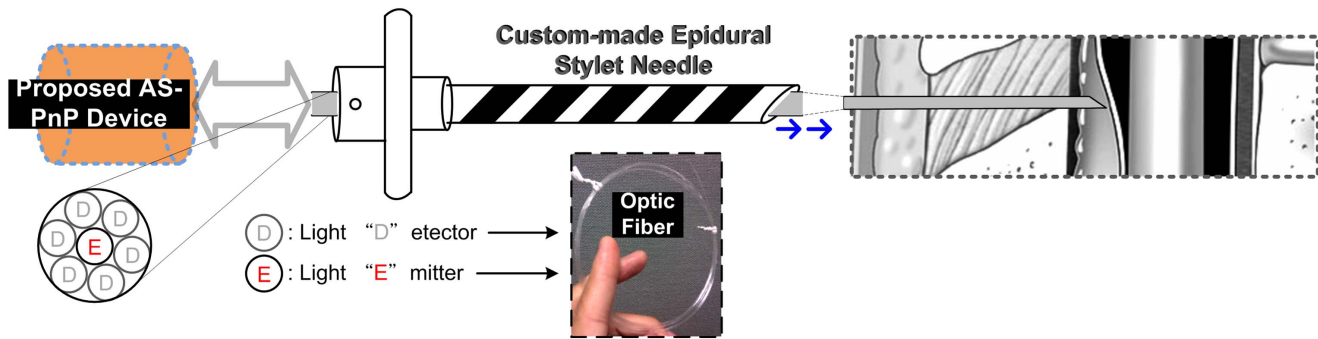 Custom-made Epidural
Stylet Needle
Proposed AS-
PnP Device
D
D
D
D
E
D
D
D : Light “D” etector
E : Light “E” mitter
Optic
Fiber